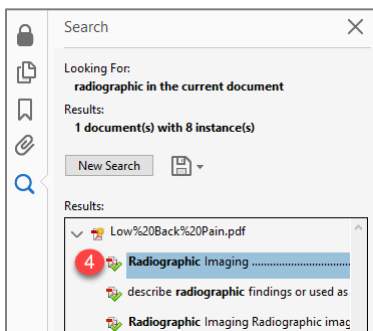 Search
Looking For:
radiographic in the current document
Results:
1 document(s) with 8 instance(s)
New Search
Results:
Low%20Back%20Pain.pdf
4 Radiographic Imaging ....................................
describe radiographic findings or used as
Radiographic Imaging Radiographic imag